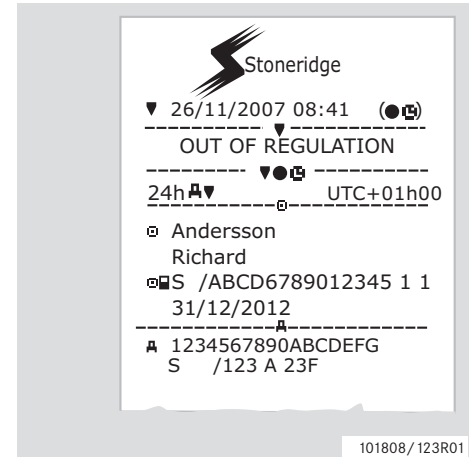 Stoneridge
▼ 26/11/2007 08:41 (●)
OUT OF REGULATION
24h▼ UTC+01h00
Andersson
Richard
S /ABCD6789012345 1 1
31/12/2012
1234567890ABCDEFG
S /123 A 23F
101808/123R01